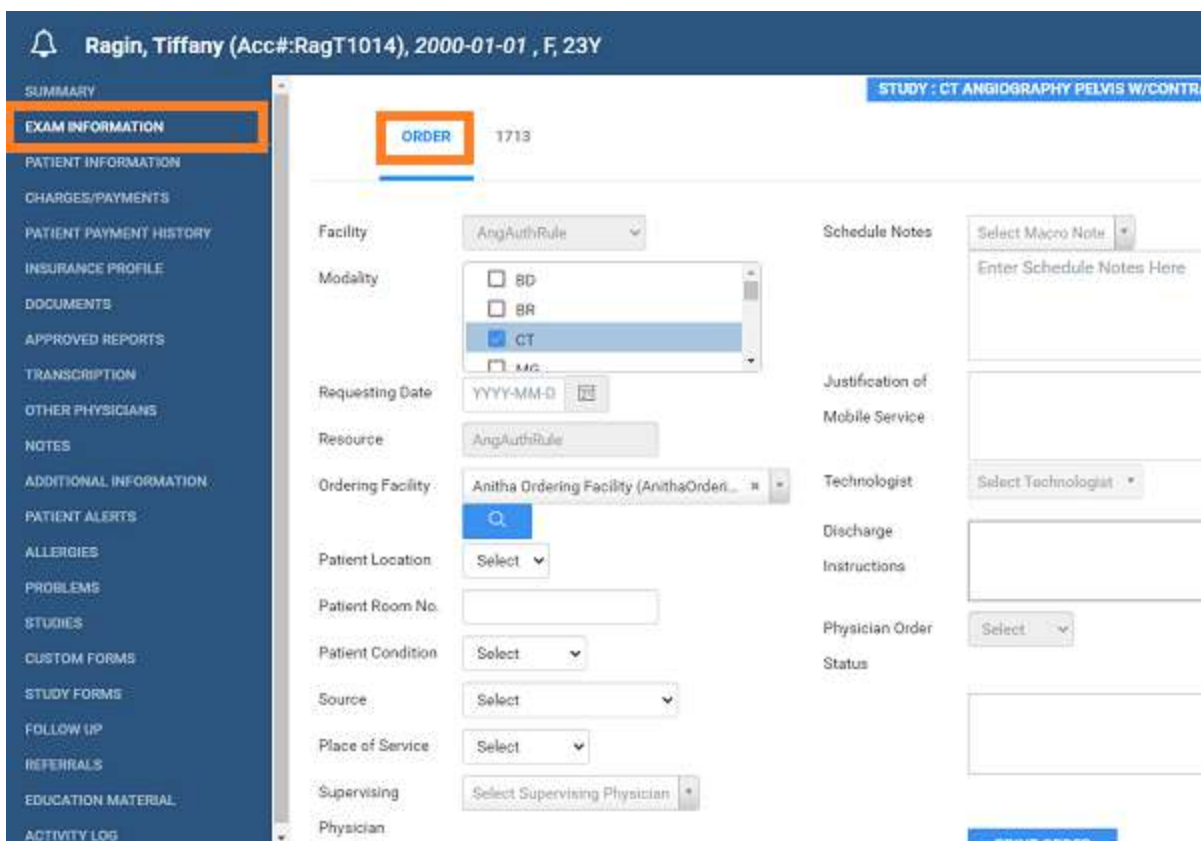 Ragin, Tiffany (Acc#:RagT1014), 2000-01-01 , F, 23Y
SUMMARY
EXAM INFORMATION
PATIENT INFORMATION
CHARGES/PAYMENTS
PATIENT PAYMENT HISTORY
INSURANCE PROFILE
DOCUMENTS
APPROVED REPORTS
TRANSCRIPTION
OTHER PHYSICIANS
NOTES
ADDITIONAL INFORMATION
PATIENT ALERTS
ALLERGIES
PROBLEMS
STUDIES
CUSTOM FORMS
STUDY FORMS
FOLLOW UP
REFERRALS
EDUCATION MATERIAL
ACTIVITY LOG
STUDY : CT ANGIOGRAPHY PELVIS W/CONTRA
ORDER 1713
Facility AngAuthRule
Modality
BD
BR
CT
MG
Requesting Date YYYY-MM-D
Resource AngAuthRule
Ordering Facility Anitha Ordering Facility (AnithaOrderi...
Patient Location Select
Patient Room No.
Patient Condition Select
Source Select
Place of Service Select
Supervising Physician Select Supervising Physician
Schedule Notes Select Macro Note
Enter Schedule Notes Here
Justification of
Mobile Service
Technologist Select Technologist
Discharge
Instructions
Physician Order Select
Status
PRINT ORDER